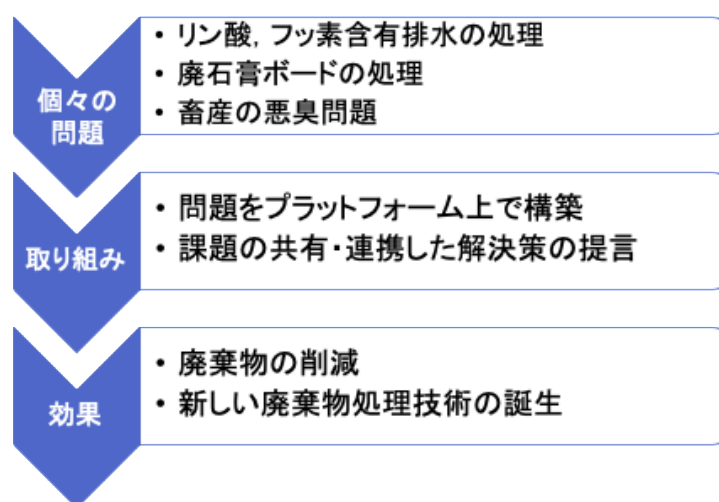 個々の
問題
・リン酸，フッ素含有排水の処理
・廃石膏ボードの処理
・畜産の悪臭問題
取り組み
・問題をプラットフォーム上で構築
・課題の共有・連携した解決策の提言
効果
・廃棄物の削減
・新しい廃棄物処理技術の誕生